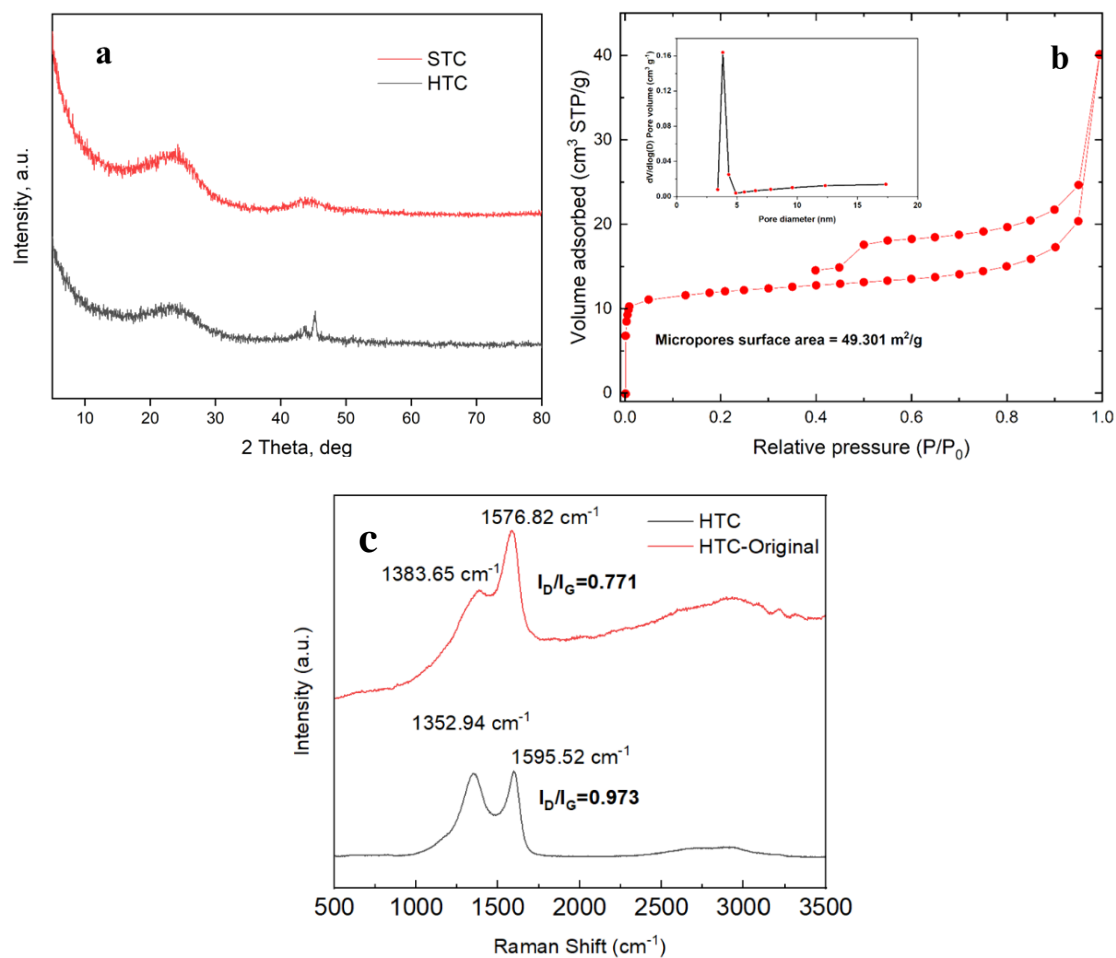 a
STC
HTC
Intensity, a.u.
10 20 30 40 50 60 70 80
2 Theta, deg
b
40
30
20
10
0
Volume adsorbed (cm³ STP/g)
0.16
0.12
0.08
0.04
0.00
dV/dlog(D) Pore volume (cm³ g⁻¹)
0 5 10 15 20
Pore diameter (nm)
Micropores surface area = 49.301 m²/g
0.0 0.2 0.4 0.6 0.8 1.0
Relative pressure (P/P₀)
c
1576.82 cm⁻¹
HTC
HTC-Original
1383.65 cm⁻¹
I_D/I_G=0.771
1352.94 cm⁻¹
1595.52 cm⁻¹
I_D/I_G=0.973
Intensity (a.u.)
500 1000 1500 2000 2500 3000 3500
Raman Shift (cm⁻¹)